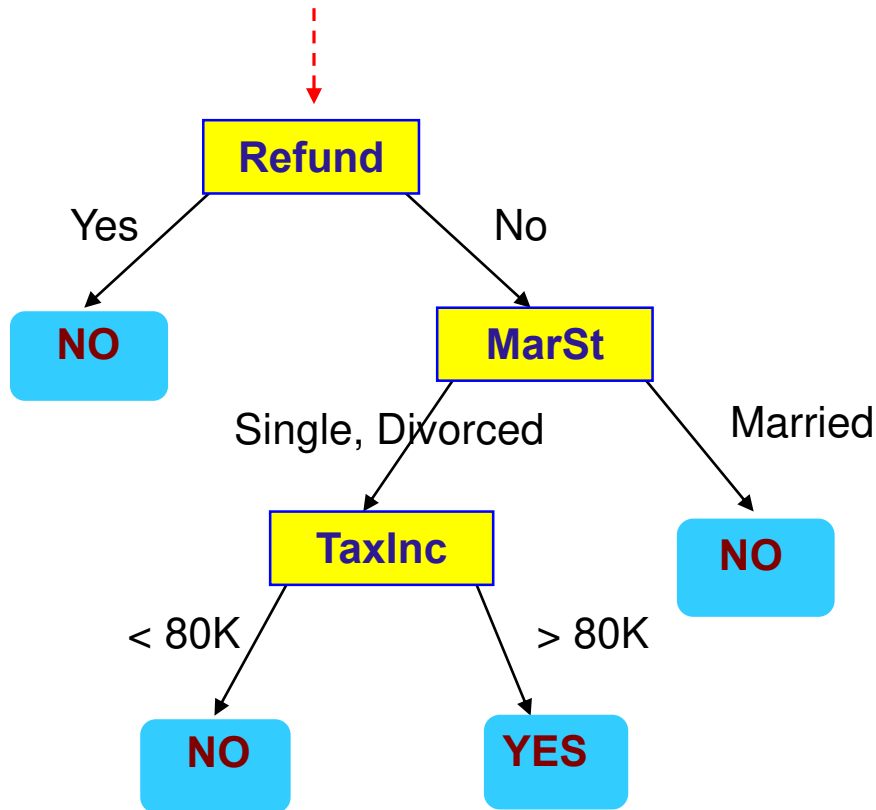 Refund
Yes
No
NO
MarSt
Single, Divorced
Married
TaxInc
NO
< 80K
> 80K
NO
YES